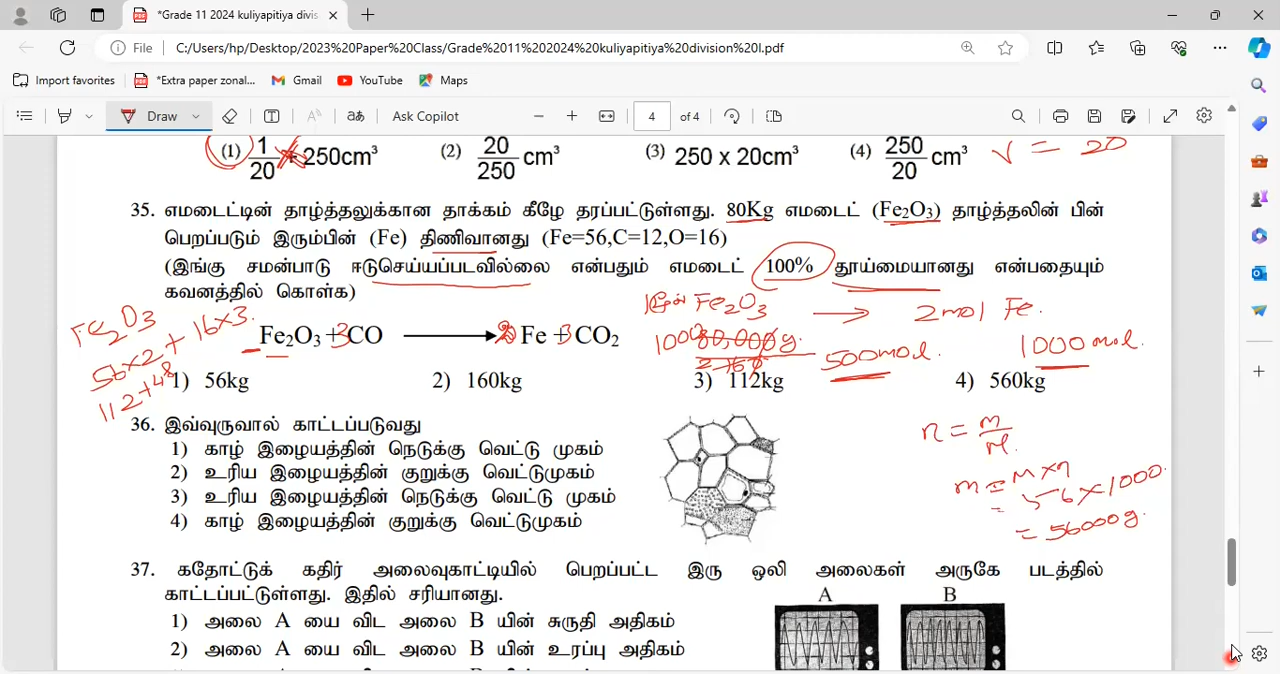 *Grade 11 2024 kuliyapitiya divis
File C:/Users/hp/Desktop/2023%20Paper%20Class/Grade%2011%202024%20kuliyapitiya%20division%20I.pdf
Import favorites *Extra paper zonal... Gmail YouTube Maps
Draw Ask Copilot 4 of 4
(1) 1/20 × 250cm³ (2) 20/250 cm³ (3) 250 x 20cm³ (4) 250/20 cm³ V = 20
35. எமடைட்டின் தாழ்த்தலுக்கான தாக்கம் கீழே தரப்பட்டுள்ளது. 80Kg எமடைட் (Fe₂O₃) தாழ்த்தலின் பின்
பெறப்படும் இரும்பின் (Fe) திணிவானது (Fe=56,C=12,O=16)
(இங்கு சமன்பாடு ஈடுசெய்யப்படவில்லை என்பதும் எமடைட் 100% தூய்மையானது என்பதையும்
கவனத்தில் கொள்க)
Fe₂O₃ → 2mol Fe.
Fe₂O₃
56×2 + 16×3
112+48
Fe₂O₃ + 3CO → 2 Fe + 3 CO₂
80,000g.
500mol. 1000mol.
1) 56kg 2) 160kg 3) 112kg 4) 560kg
n = m/M
m = M×n
= 56×1000
= 56000g.
36. இவ்வுருவால் காட்டப்படுவது
1) காழ் இழையத்தின் நெடுக்கு வெட்டு முகம்
2) உரிய இழையத்தின் குறுக்கு வெட்டுமுகம்
3) உரிய இழையத்தின் நெடுக்கு வெட்டு முகம்
4) காழ் இழையத்தின் குறுக்கு வெட்டுமுகம்
37. கதோட்டுக் கதிர் அலைவுகாட்டியில் பெறப்பட்ட இரு ஒலி அலைகள் அருகே படத்தில்
காட்டப்பட்டுள்ளது. இதில் சரியானது.
A B
1) அலை A யை விட அலை B யின் சுருதி அதிகம்
2) அலை A யை விட அலை B யின் உரப்பு அதிகம்